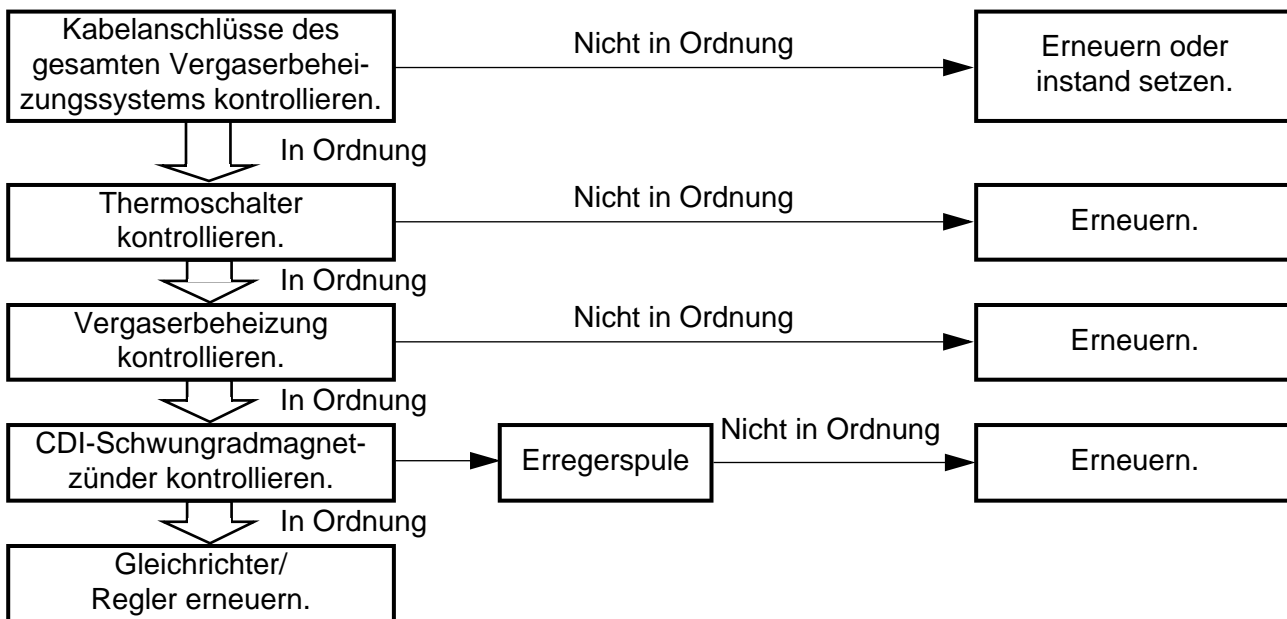 Kabelanschlüsse des
gesamten Vergaserbehei-
zungssystems kontrollieren.
Nicht in Ordnung
Erneuern oder
instand setzen.
In Ordnung
Thermoschalter
kontrollieren.
Nicht in Ordnung
Erneuern.
In Ordnung
Vergaserbeheizung
kontrollieren.
Nicht in Ordnung
Erneuern.
In Ordnung
CDI-Schwungradmagnet-
zünder kontrollieren.
Erregerspule
Nicht in Ordnung
Erneuern.
In Ordnung
Gleichrichter/
Regler erneuern.